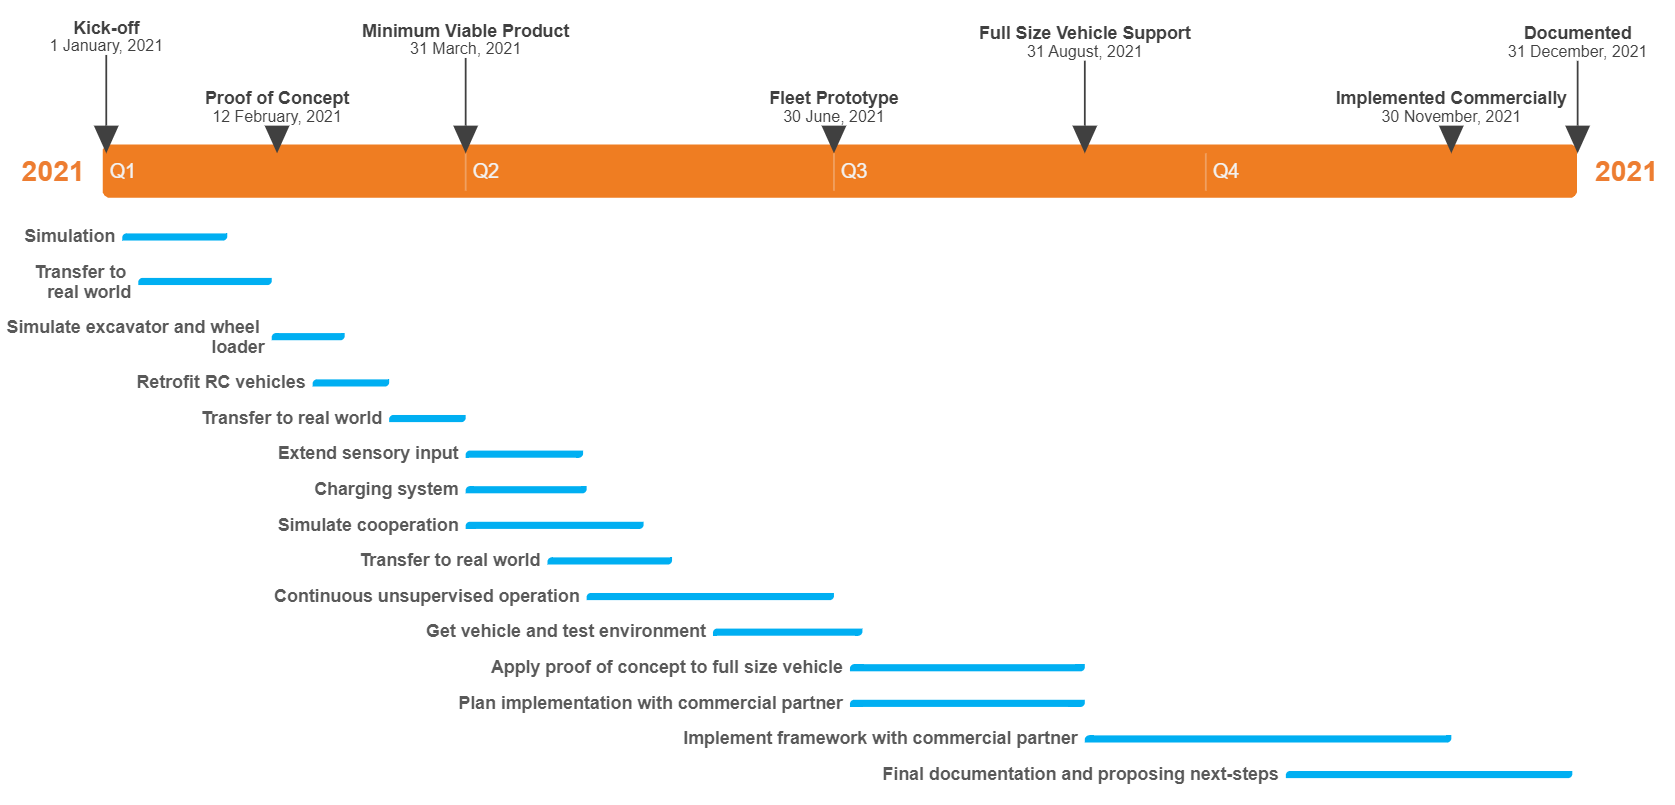 Kick-off
1 January, 2021
Minimum Viable Product
31 March, 2021
Full Size Vehicle Support
31 August, 2021
Documented
31 December, 2021
Proof of Concept
12 February, 2021
Fleet Prototype
30 June, 2021
Implemented Commercially
30 November, 2021
2021
Q1
Q2
Q3
Q4
2021
Simulation
Transfer to
real world
Simulate excavator and wheel
loader
Retrofit RC vehicles
Transfer to real world
Extend sensory input
Charging system
Simulate cooperation
Transfer to real world
Continuous unsupervised operation
Get vehicle and test environment
Apply proof of concept to full size vehicle
Plan implementation with commercial partner
Implement framework with commercial partner
Final documentation and proposing next-steps